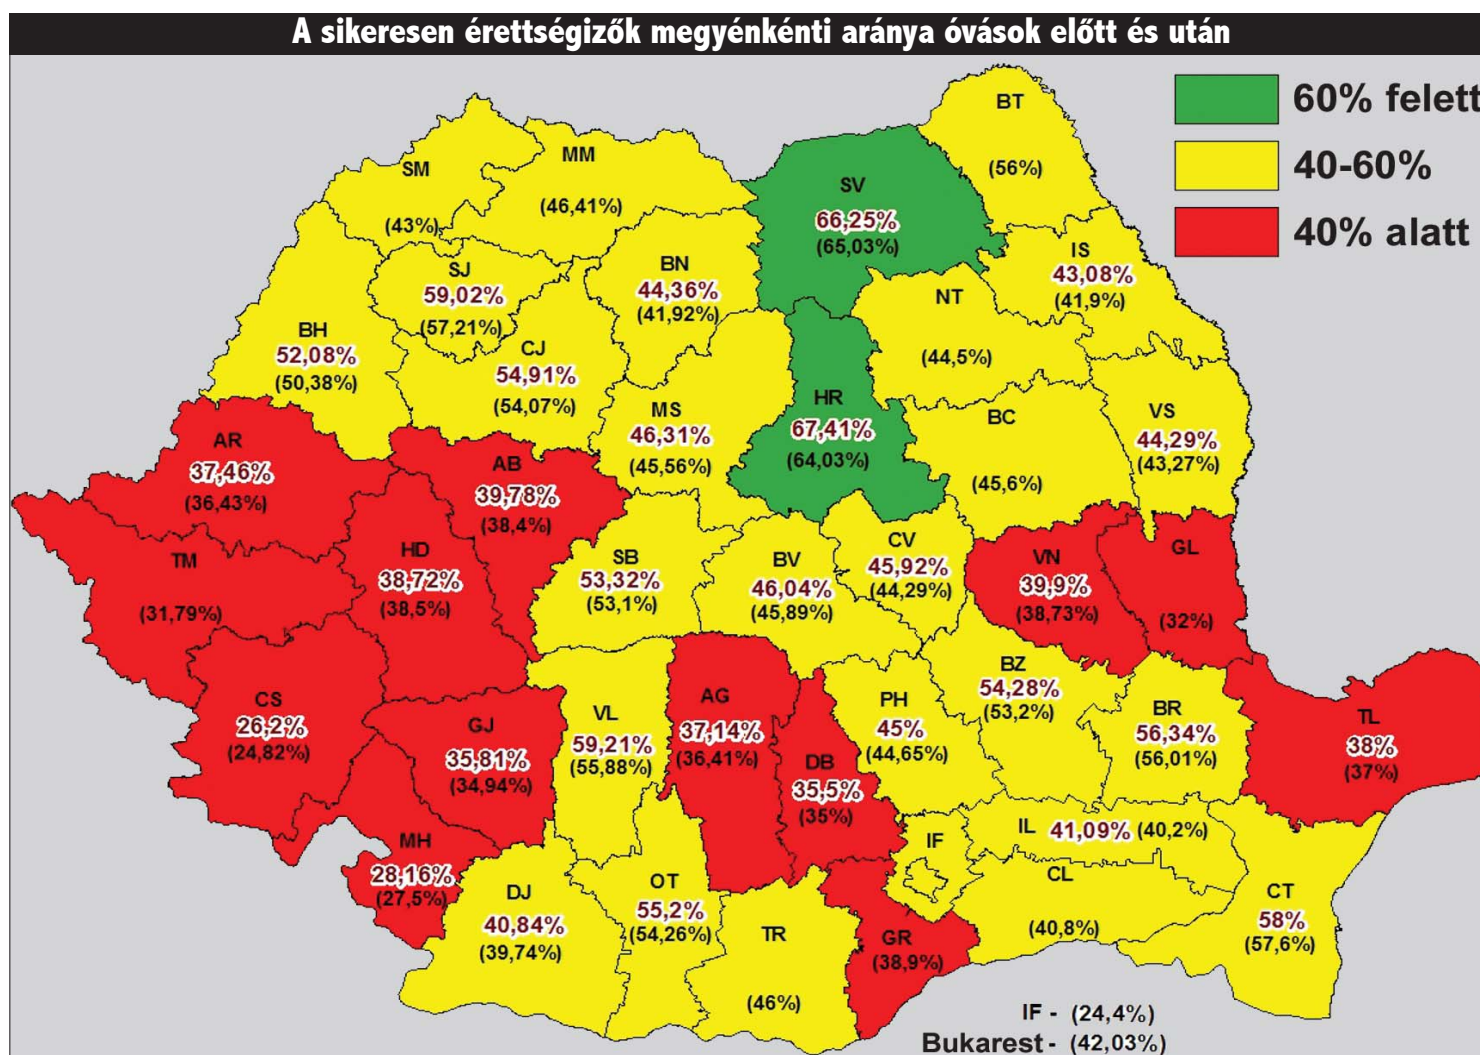 A sikeresen érettségizők megyénkénti aránya óvások előtt és után
60% felett
40-60%
40% alatt
BT
(56%)
SM
(43%)
MM
(46,41%)
SV
66,25%
(65,03%)
IS
43,08%
(41,9%)
SJ
59,02%
(57,21%)
BN
44,36%
(41,92%)
NT
(44,5%)
BH
52,08%
(50,38%)
CJ
54,91%
(54,07%)
MS
46,31%
(45,56%)
HR
67,41%
(64,03%)
BC
(45,6%)
VS
44,29%
(43,27%)
AR
37,46%
(36,43%)
AB
39,78%
(38,4%)
TM
(31,79%)
HD
38,72%
(38,5%)
SB
53,32%
(53,1%)
BV
46,04%
(45,89%)
CV
45,92%
(44,29%)
VN
39,9%
(38,73%)
GL
(32%)
CS
26,2%
(24,82%)
GJ
35,81%
(34,94%)
VL
59,21%
(55,88%)
AG
37,14%
(36,41%)
DB
35,5%
(35%)
PH
45%
(44,65%)
BZ
54,28%
(53,2%)
BR
56,34%
(56,01%)
TL
38%
(37%)
MH
28,16%
(27,5%)
DJ
40,84%
(39,74%)
OT
55,2%
(54,26%)
TR
(46%)
GR
(38,9%)
IF
IL 41,09% (40,2%)
CL
(40,8%)
CT
58%
(57,6%)
IF - (24,4%)
Bukarest - (42,03%)